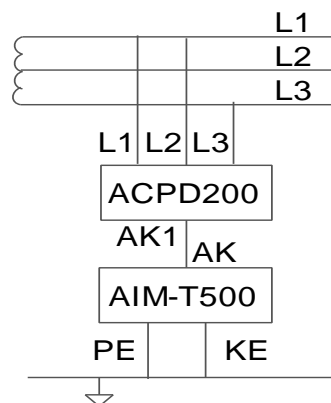 L1
L2
L3
L1 L2 L3
ACPD200
AK1 AK
AIM-T500
PE KE